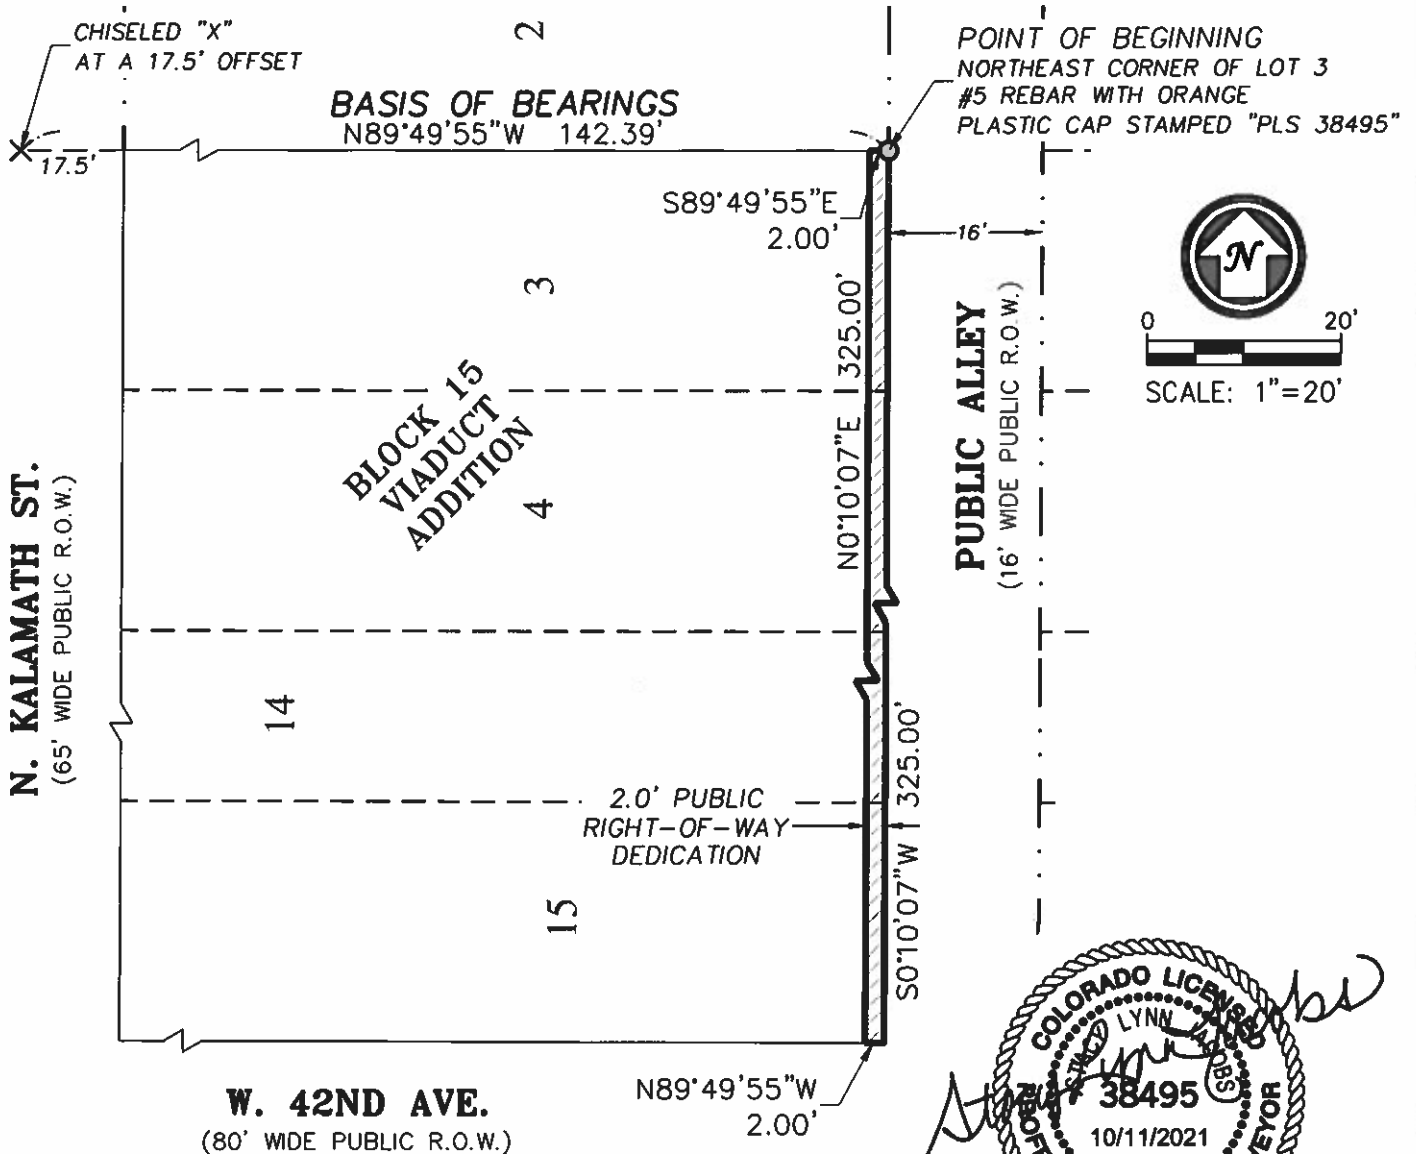 CHISELED "X"
AT A 17.5' OFFSET
2
POINT OF BEGINNING
NORTHEAST CORNER OF LOT 3
#5 REBAR WITH ORANGE
PLASTIC CAP STAMPED "PLS 38495"
BASIS OF BEARINGS
N89°49'55"W 142.39'
17.5'
S89°49'55"E
2.00'
16'
N
0 20'
SCALE: 1"=20'
3
N0°10'07"E 325.00'
PUBLIC ALLEY
(16' WIDE PUBLIC R.O.W.)
BLOCK 15
VIADUCT
ADDITION
4
N. KALAMATH ST.
(65' WIDE PUBLIC R.O.W.)
14
2.0' PUBLIC
RIGHT-OF-WAY
DEDICATION
S0°10'07"W 325.00'
15
N89°49'55"W
2.00'
W. 42ND AVE.
(80' WIDE PUBLIC R.O.W.)
COLORADO LICENSED
STACY LYNN JACOBS
38495
10/11/2021